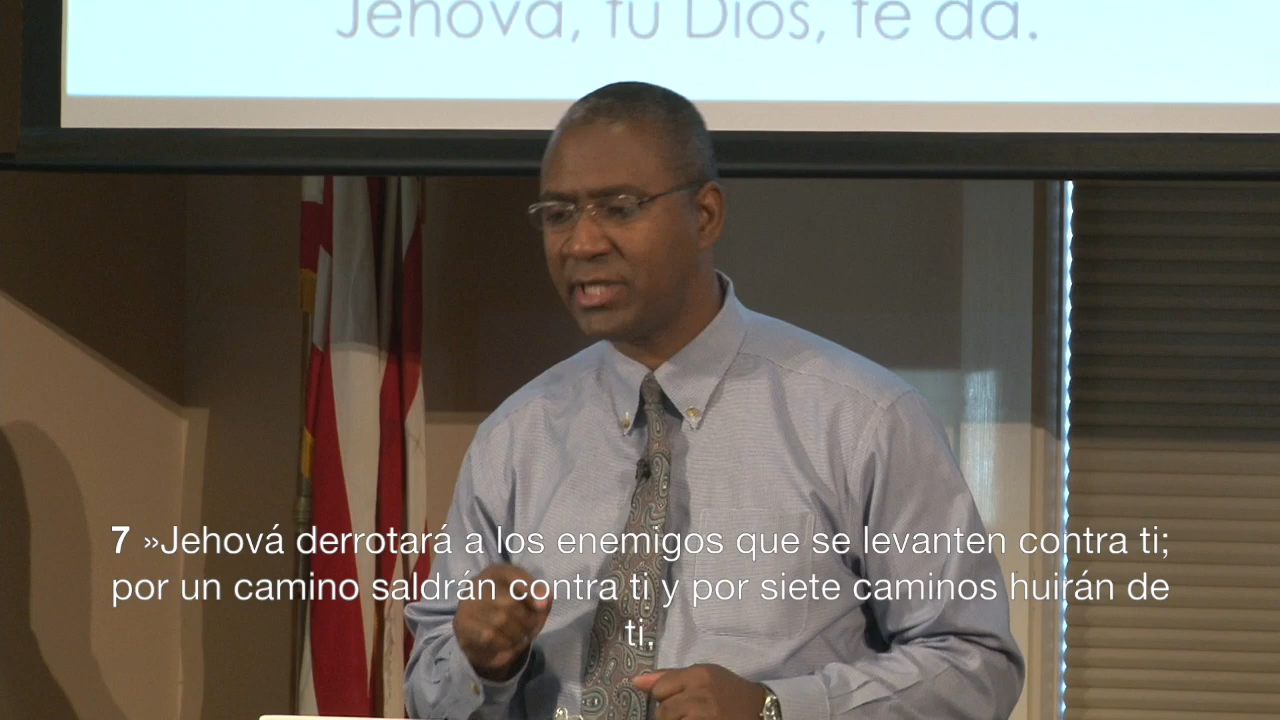 Jehová, tu Dios, te da.
7 »Jehová derrotará a los enemigos que se levanten contra ti;
por un camino saldrán contra ti y por siete caminos huirán de
ti.